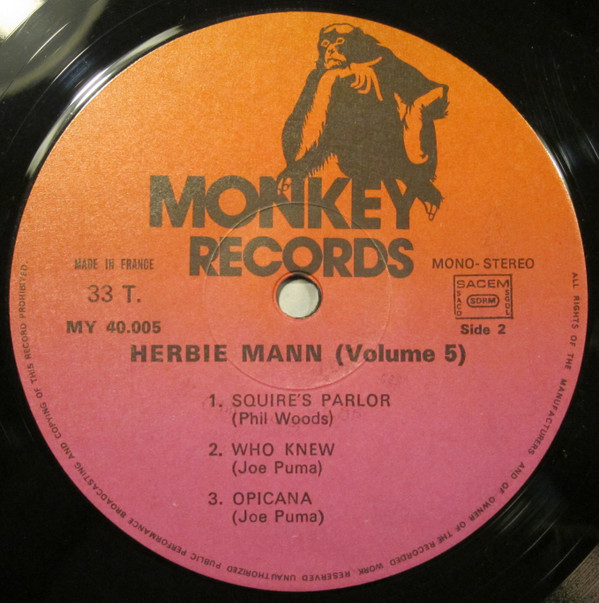 MONKEY
RECORDS
MADE IN FRANCE
33 T.
MY 40.005
MONO-STEREO
SACEM
SACD
SDRM
SGDL
Side 2
HERBIE MANN (Volume 5)
1. SQUIRE'S PARLOR
(Phil Woods)
2. WHO KNEW
(Joe Puma)
3. OPICANA
(Joe Puma)
ALL RIGHTS OF THE MANUFACTURERS AND OF OWNER OF THE RECORDED WORK RESERVED UNAUTHORIZED PUBLIC PERFORMANCE BROADCASTING AND COPYING OF THIS RECORD PROHIBITED.